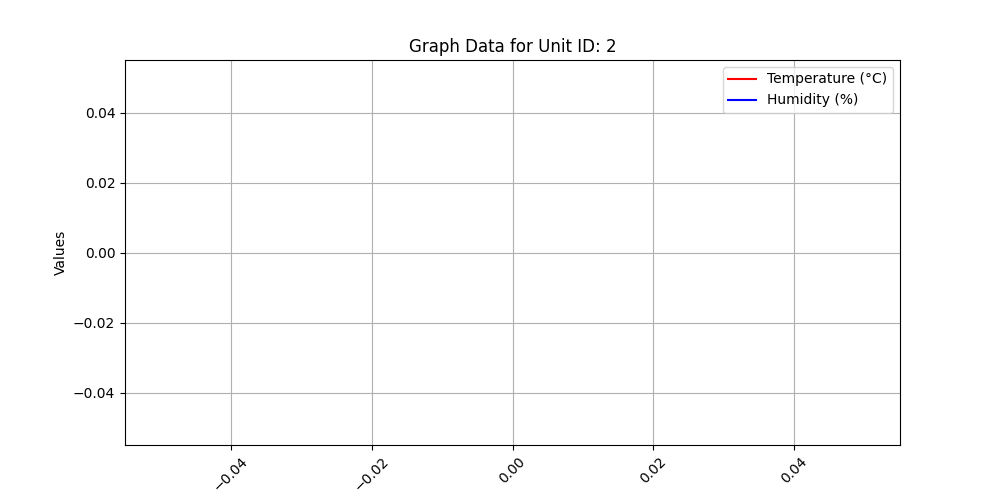 Graph Data for Unit ID: 2
Temperature (°C)
Humidity (%)
0.04
0.02
0.00
−0.02
−0.04
Values
−0.04
−0.02
0.00
0.02
0.04